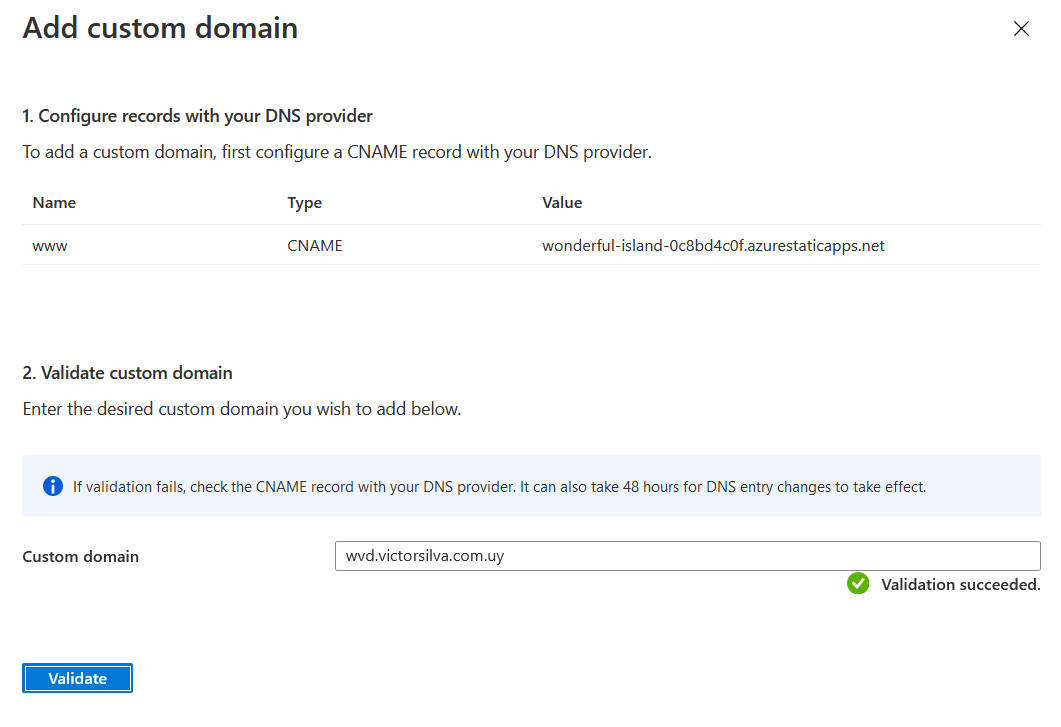 Add custom domain
1. Configure records with your DNS provider
To add a custom domain, first configure a CNAME record with your DNS provider.
Name Type Value
www CNAME wonderful-island-0c8bd4c0f.azurestaticapps.net
2. Validate custom domain
Enter the desired custom domain you wish to add below.
If validation fails, check the CNAME record with your DNS provider. It can also take 48 hours for DNS entry changes to take effect.
Custom domain wvd.victorsilva.com.uy
Validation succeeded.
Validate